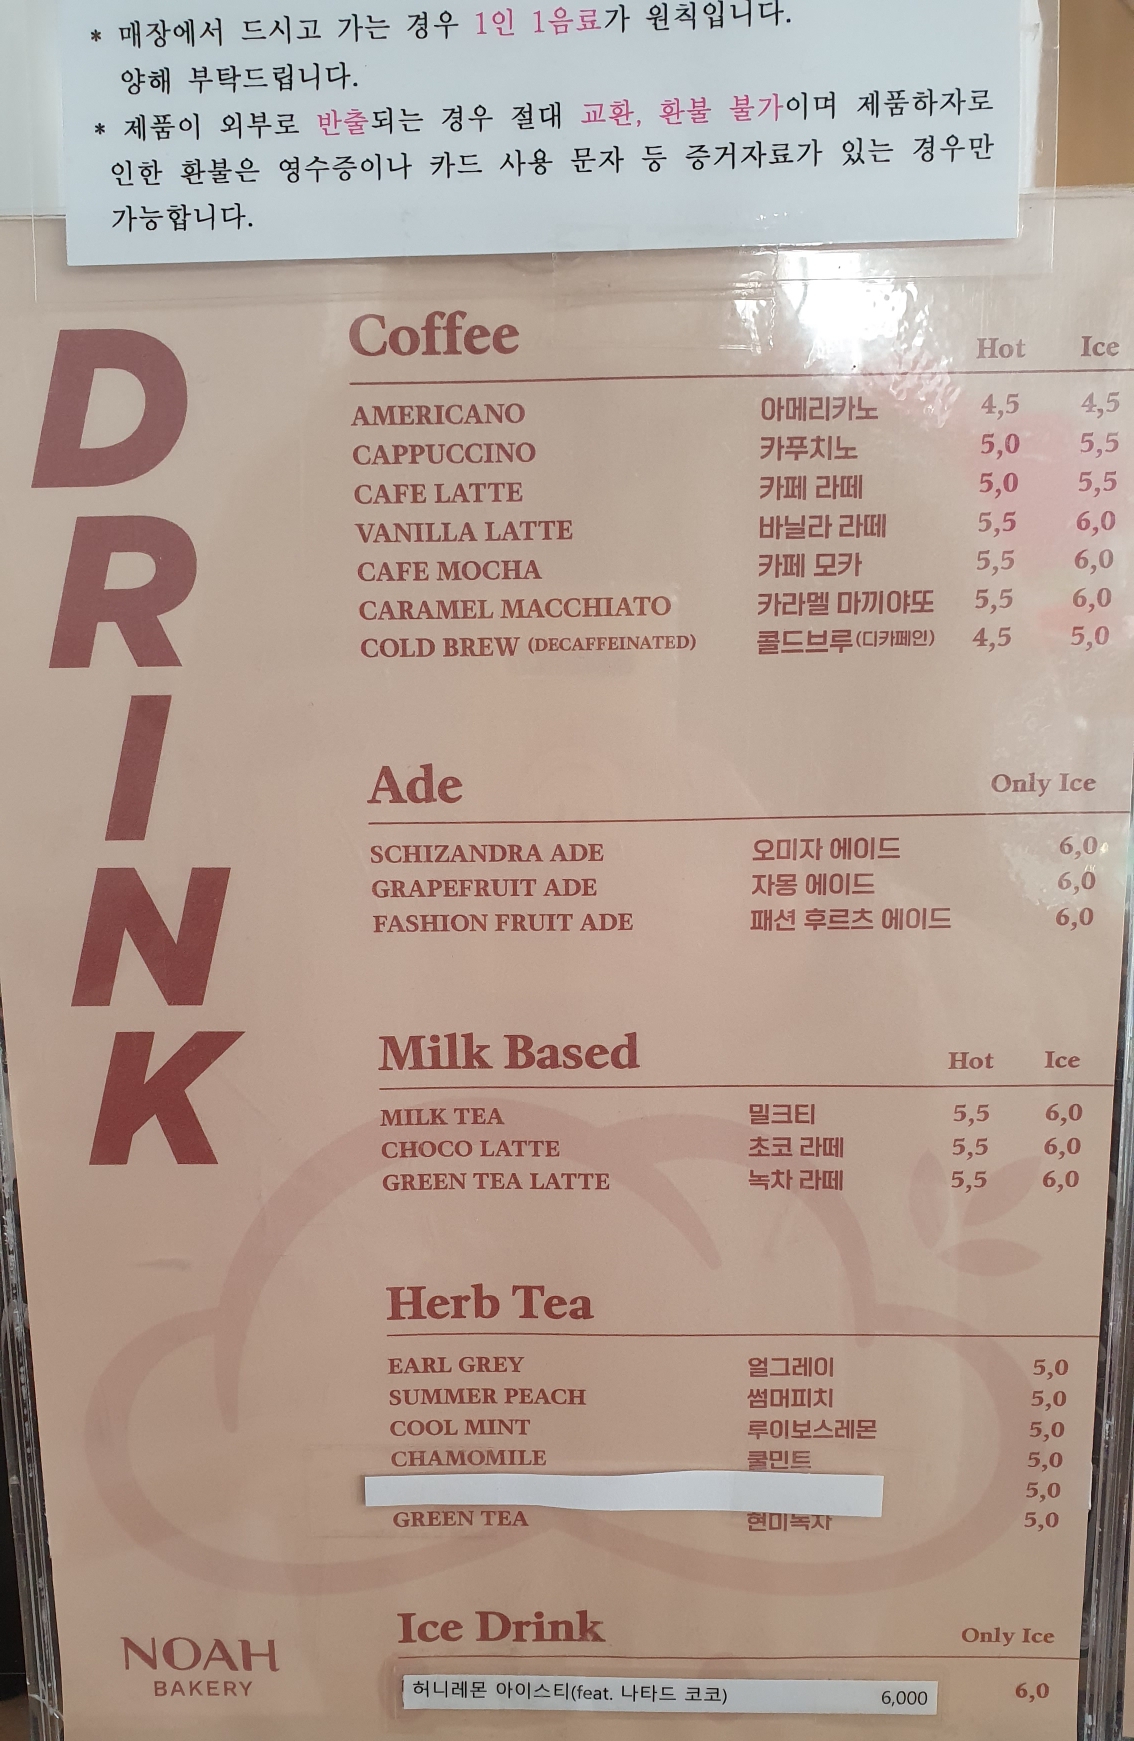 * 매장에서 드시고 가는 경우 1인 1음료가 원칙입니다.
양해 부탁드립니다.
* 제품이 외부로 반출되는 경우 절대 교환, 환불 불가이며 제품하자로
인한 환불은 영수증이나 카드 사용 문자 등 증거자료가 있는 경우만
가능합니다.
DRINK
Coffee Hot Ice
AMERICANO 아메리카노 4,5 4,5
CAPPUCCINO 카푸치노 5,0 5,5
CAFE LATTE 카페 라떼 5,0 5,5
VANILLA LATTE 바닐라 라떼 5,5 6,0
CAFE MOCHA 카페 모카 5,5 6,0
CARAMEL MACCHIATO 카라멜 마끼야또 5,5 6,0
COLD BREW (DECAFFEINATED) 콜드브루(디카페인) 4,5 5,0
Ade Only Ice
SCHIZANDRA ADE 오미자 에이드 6,0
GRAPEFRUIT ADE 자몽 에이드 6,0
FASHION FRUIT ADE 패션 후르츠 에이드 6,0
Milk Based Hot Ice
MILK TEA 밀크티 5,5 6,0
CHOCO LATTE 초코 라떼 5,5 6,0
GREEN TEA LATTE 녹차 라떼 5,5 6,0
Herb Tea
EARL GREY 얼그레이 5,0
SUMMER PEACH 썸머피치 5,0
COOL MINT 루이보스레몬 5,0
CHAMOMILE 쿨민트 5,0
5,0
GREEN TEA 현미녹차 5,0
Ice Drink Only Ice
허니레몬 아이스티(feat. 나타드 코코) 6,000 6,0
NOAH
BAKERY